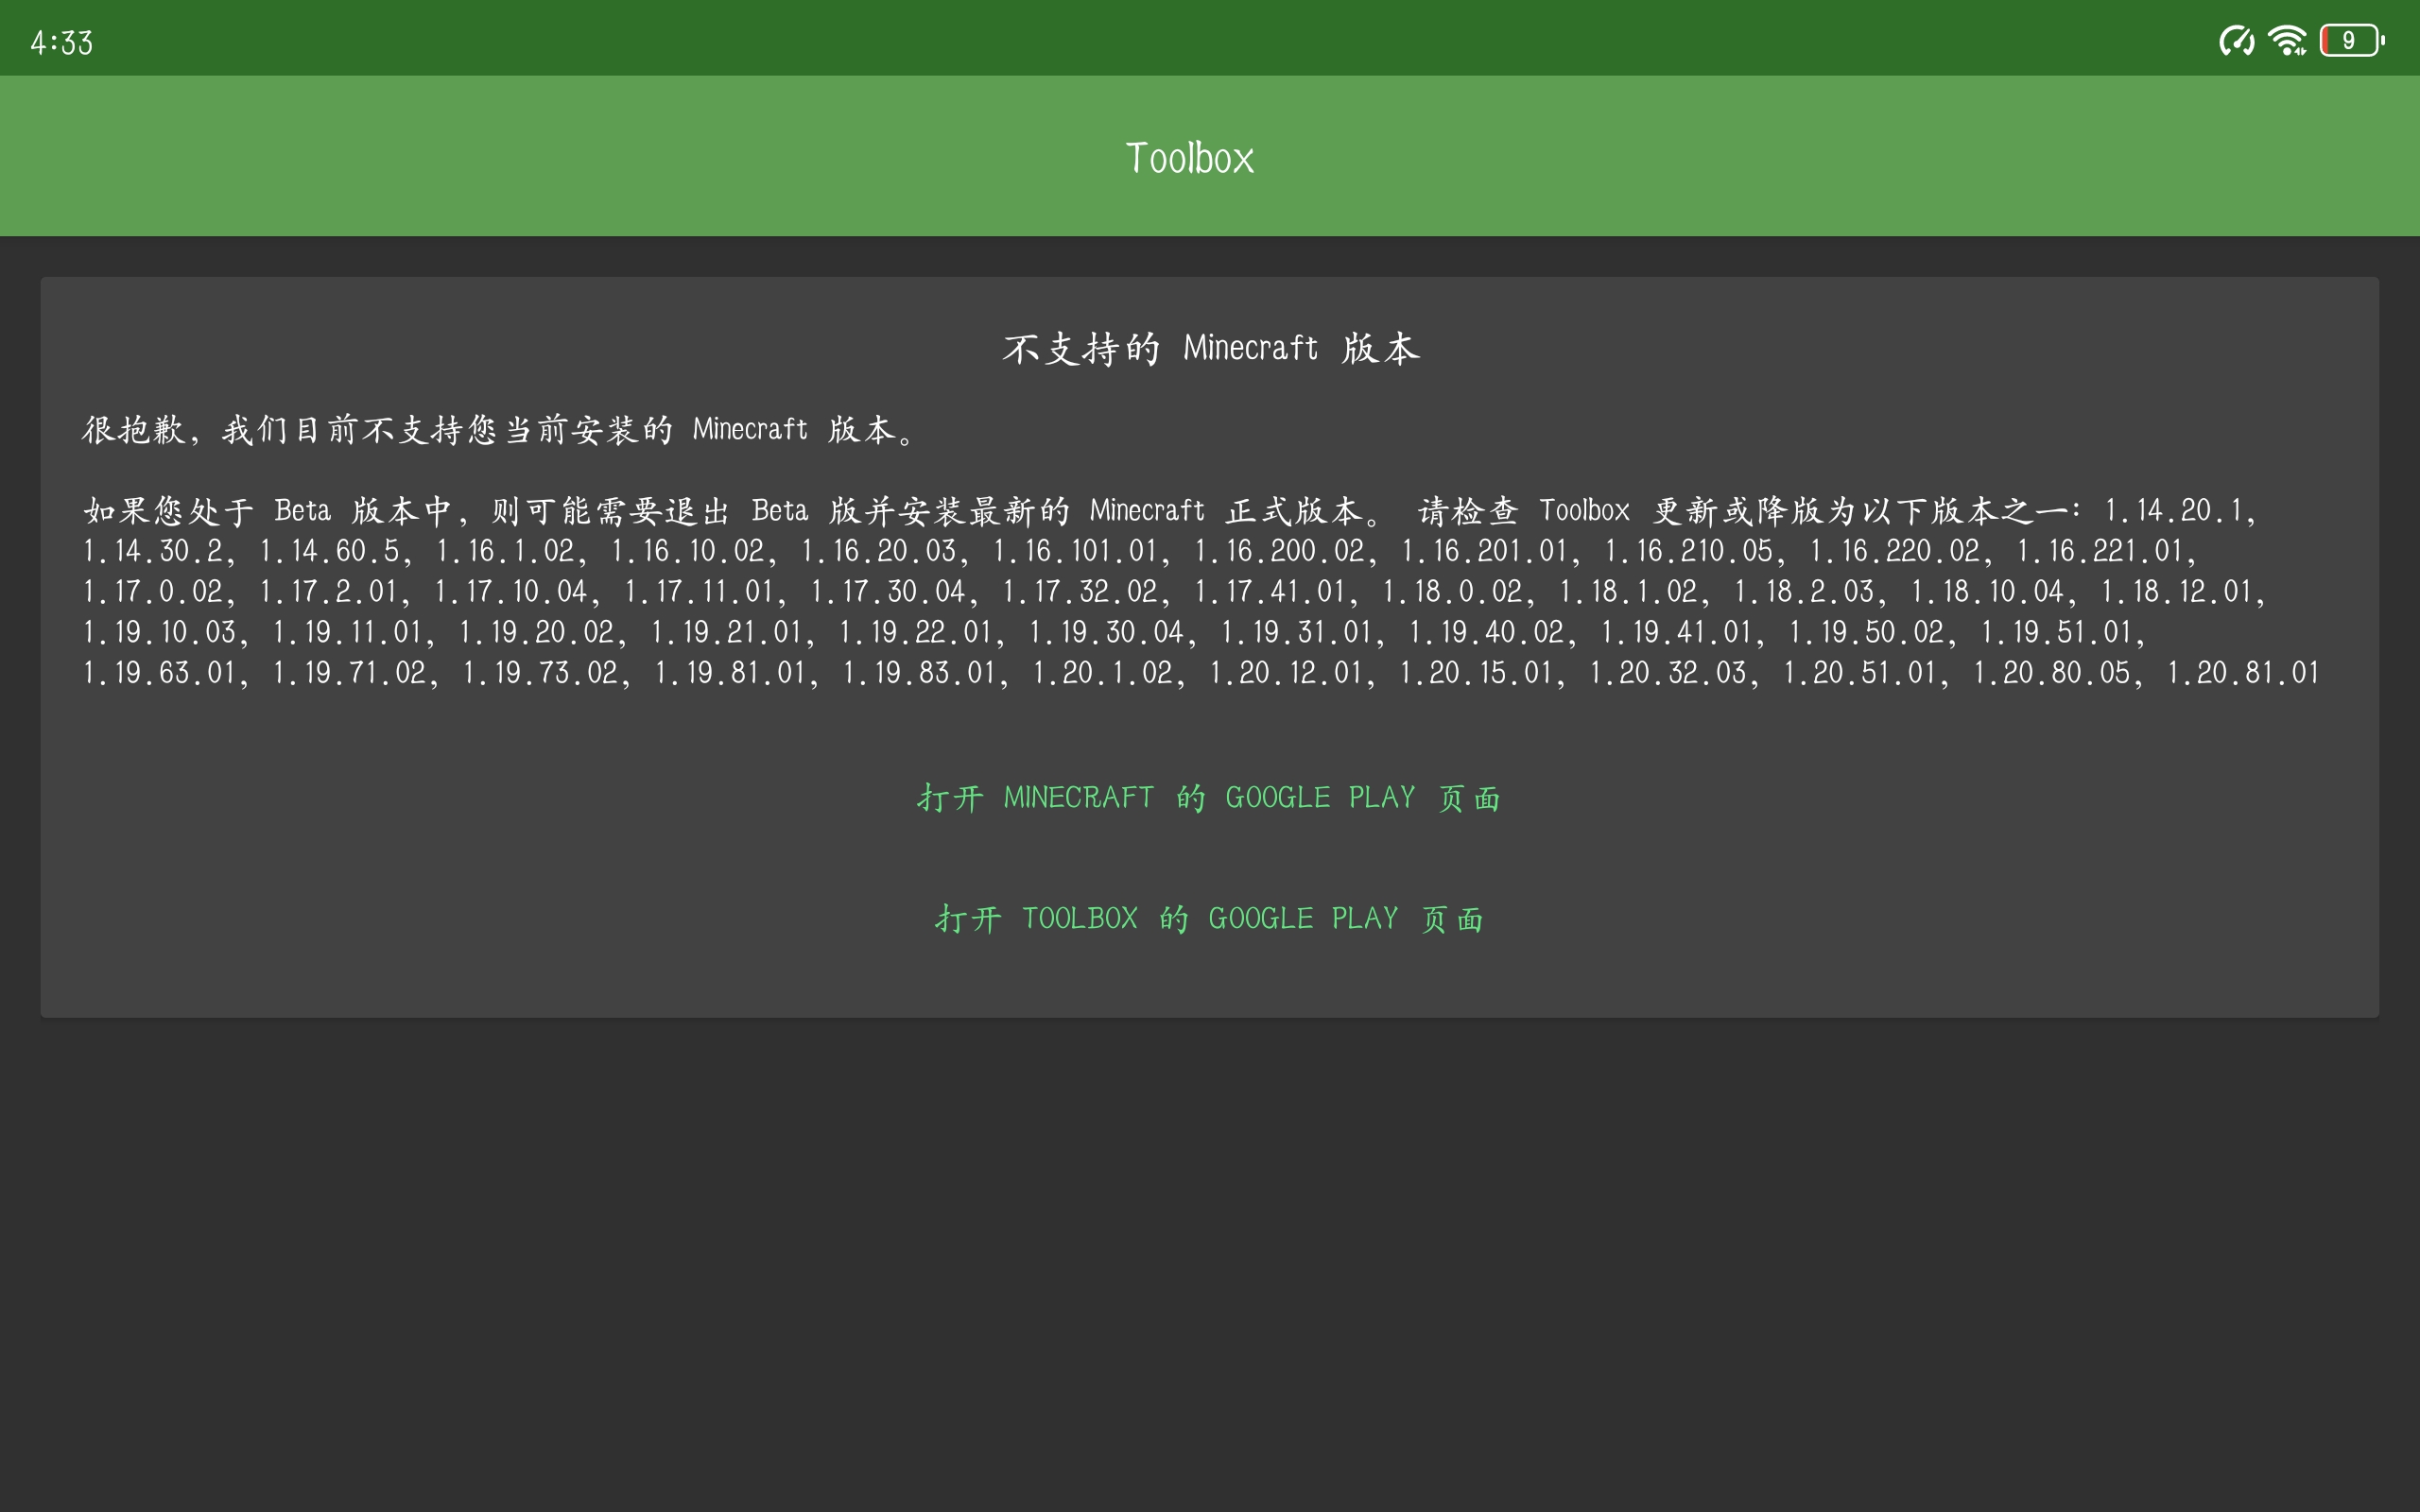 4:33
9
Toolbox
不支持的 Minecraft 版本
很抱歉, 我们目前不支持您当前安装的 Minecraft 版本。
如果您处于 Beta 版本中, 则可能需要退出 Beta 版并安装最新的 Minecraft 正式版本。 请检查 Toolbox 更新或降版为以下版本之一: 1.14.20.1,
1.14.30.2, 1.14.60.5, 1.16.1.02, 1.16.10.02, 1.16.20.03, 1.16.101.01, 1.16.200.02, 1.16.201.01, 1.16.210.05, 1.16.220.02, 1.16.221.01,
1.17.0.02, 1.17.2.01, 1.17.10.04, 1.17.11.01, 1.17.30.04, 1.17.32.02, 1.17.41.01, 1.18.0.02, 1.18.1.02, 1.18.2.03, 1.18.10.04, 1.18.12.01,
1.19.10.03, 1.19.11.01, 1.19.20.02, 1.19.21.01, 1.19.22.01, 1.19.30.04, 1.19.31.01, 1.19.40.02, 1.19.41.01, 1.19.50.02, 1.19.51.01,
1.19.63.01, 1.19.71.02, 1.19.73.02, 1.19.81.01, 1.19.83.01, 1.20.1.02, 1.20.12.01, 1.20.15.01, 1.20.32.03, 1.20.51.01, 1.20.80.05, 1.20.81.01
打开 MINECRAFT 的 GOOGLE PLAY 页面
打开 TOOLBOX 的 GOOGLE PLAY 页面